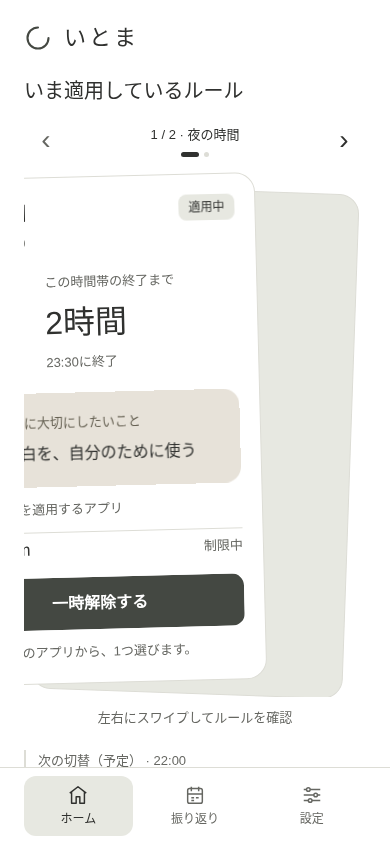 いとま
いま適用しているルール
‹ 1 / 2 · 夜の時間 ›
適用中
この時間帯の終了まで
2時間
23:30に終了
に大切にしたいこと
白を、自分のために使う
を適用するアプリ
制限中
一時解除する
のアプリから、1つ選びます。
左右にスワイプしてルールを確認
次の切替（予定） · 22:00
ホーム 振り返り 設定